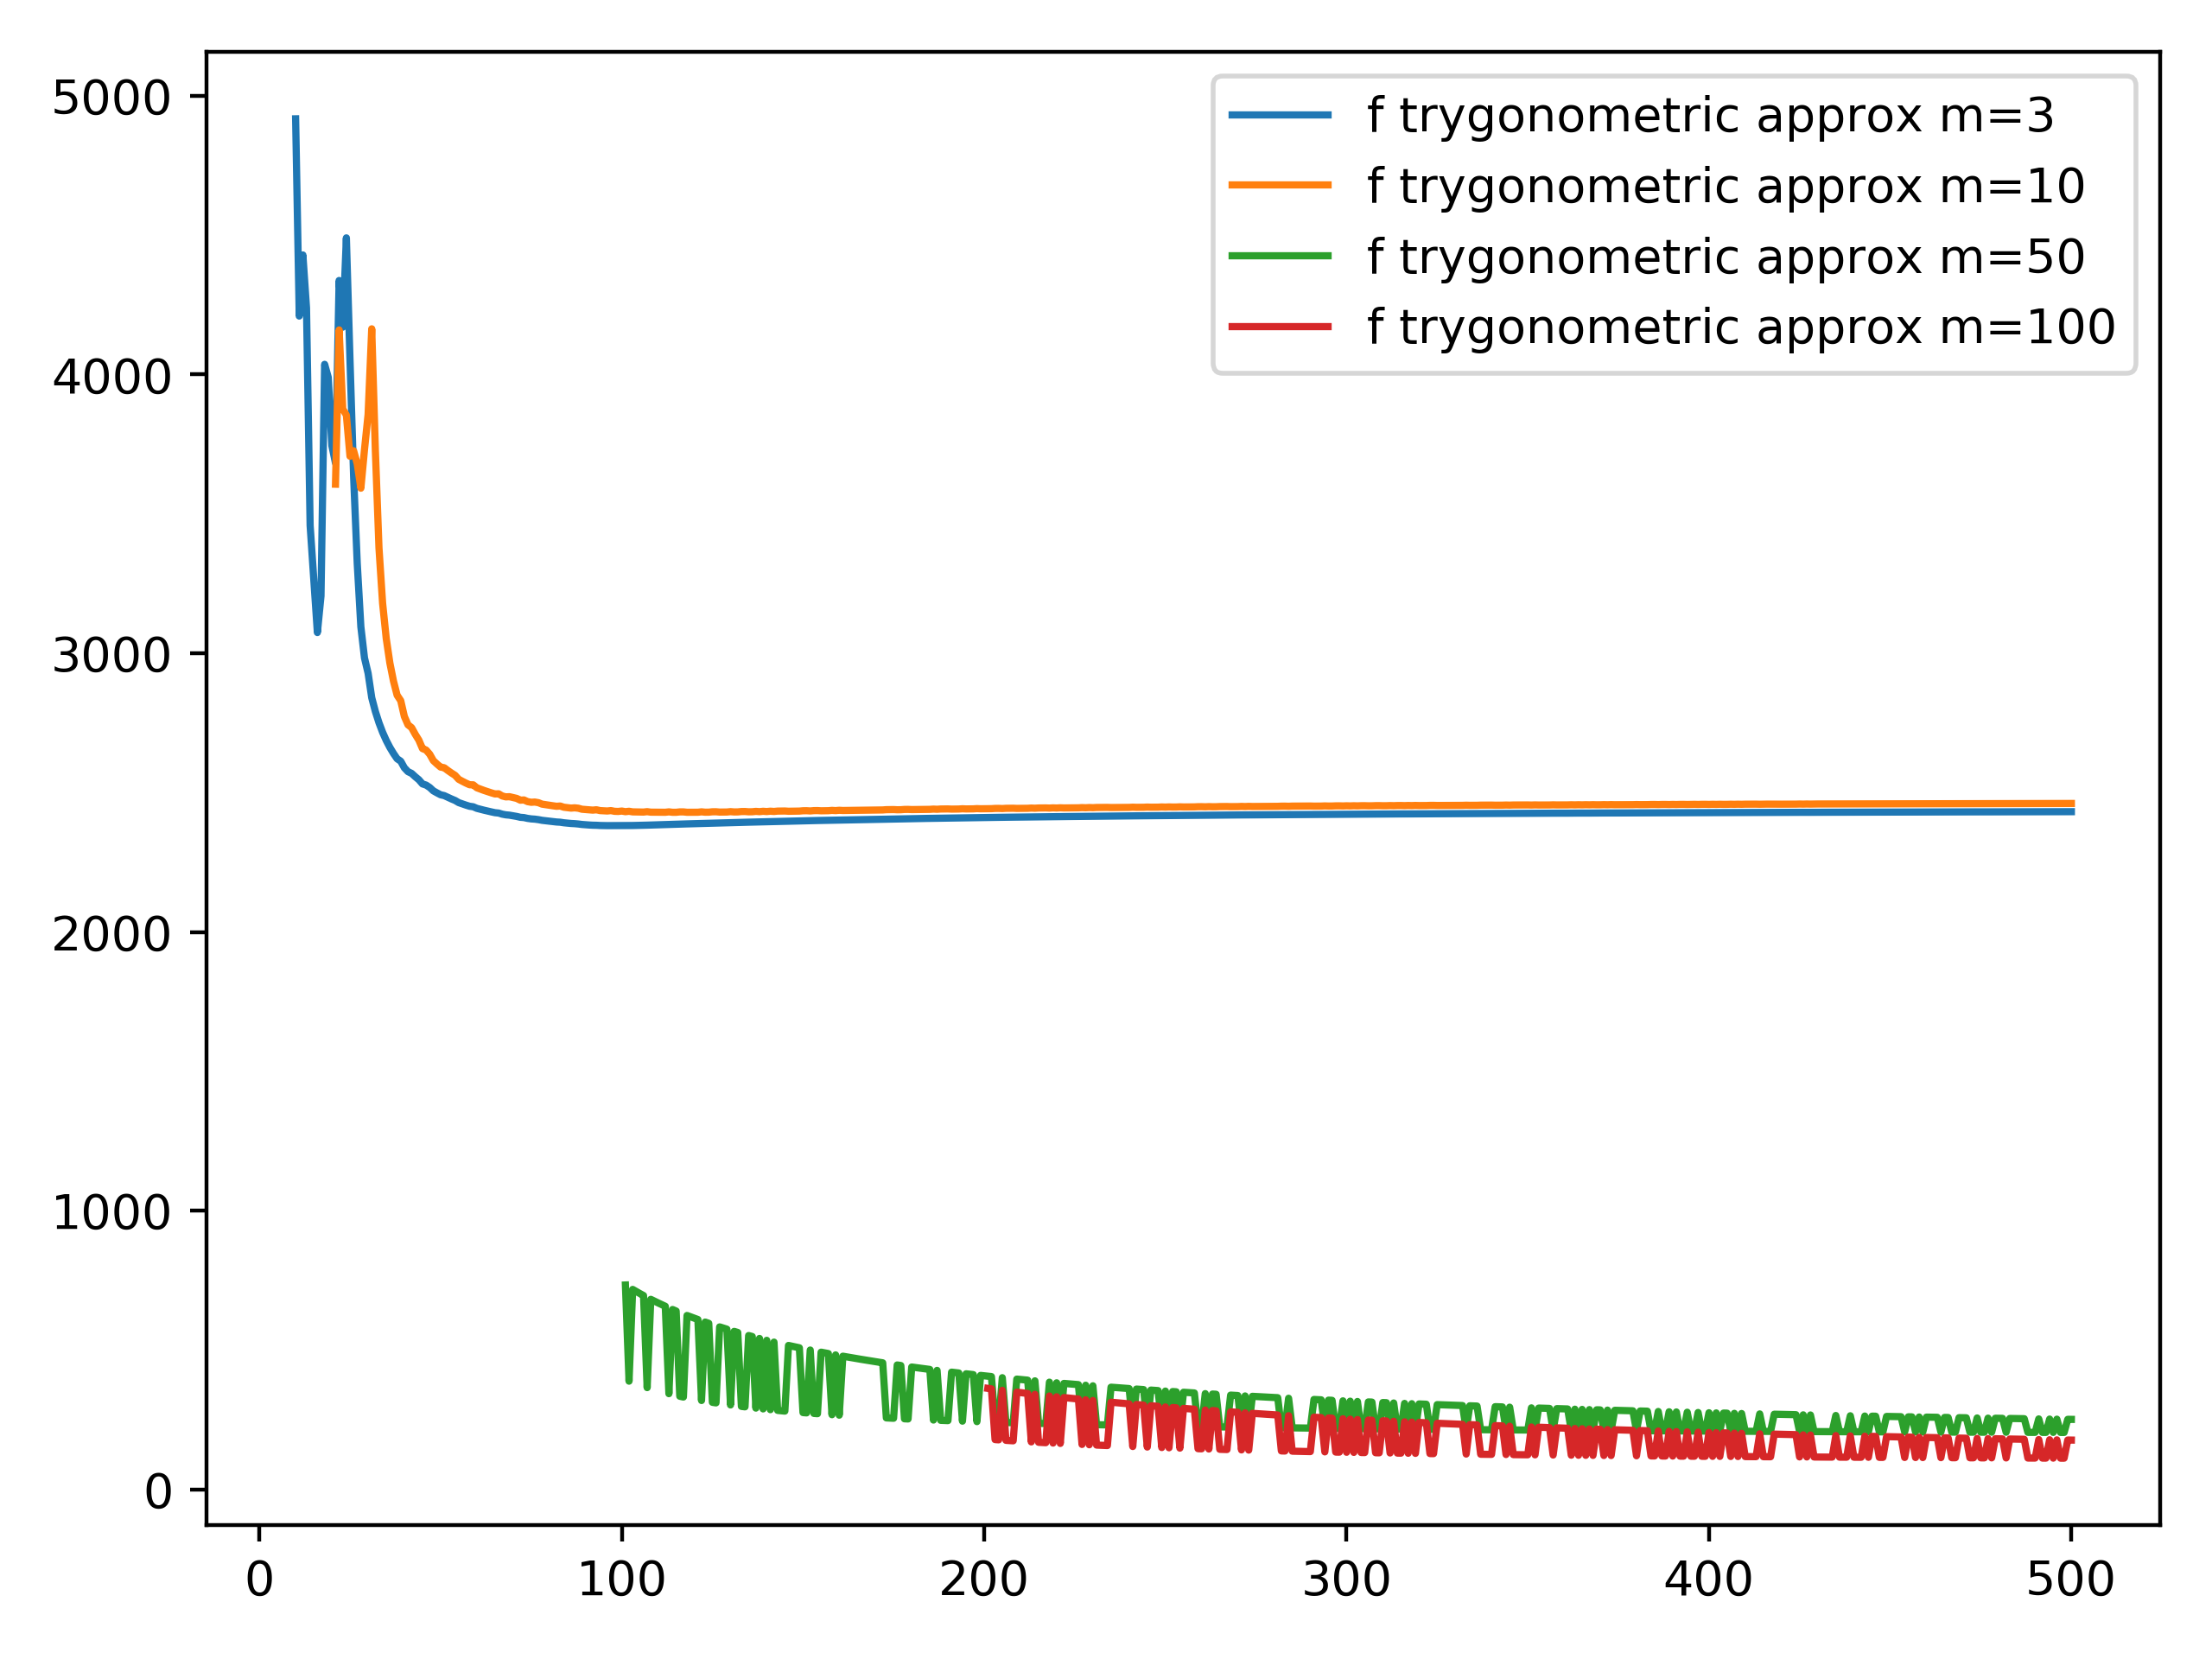 5000
4000
3000
2000
1000
0
0 100 200 300 400 500
f trygonometric approx m=3
f trygonometric approx m=10
f trygonometric approx m=50
f trygonometric approx m=100